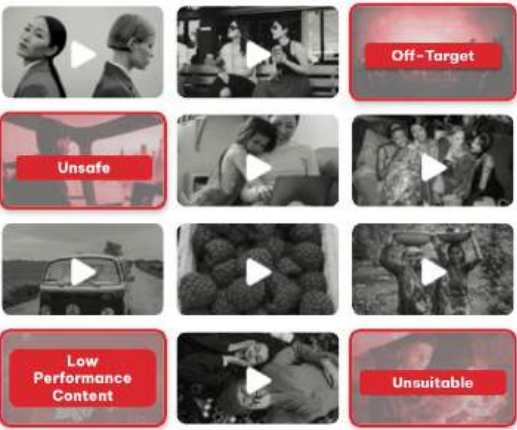 Off-Target
Unsafe
Low
Performance
Content
Unsuitable